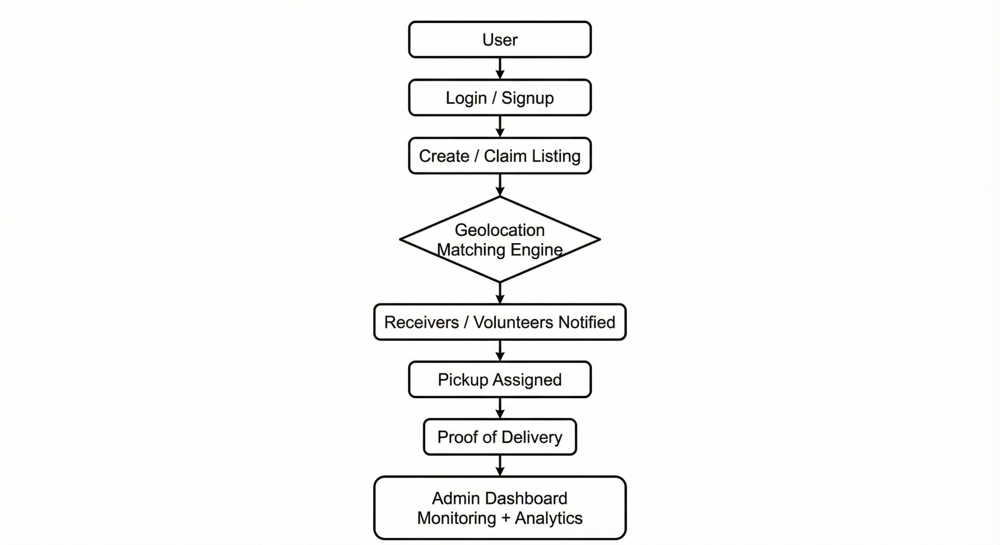 User
Login / Signup
Create / Claim Listing
Geolocation
Matching Engine
Receivers / Volunteers Notified
Pickup Assigned
Proof of Delivery
Admin Dashboard
Monitoring + Analytics